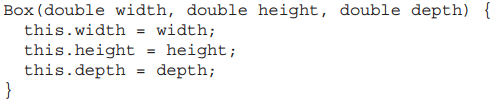 Box(double width, double height, double depth) {
  this.width = width;
  this.height = height;
  this.depth = depth;
}